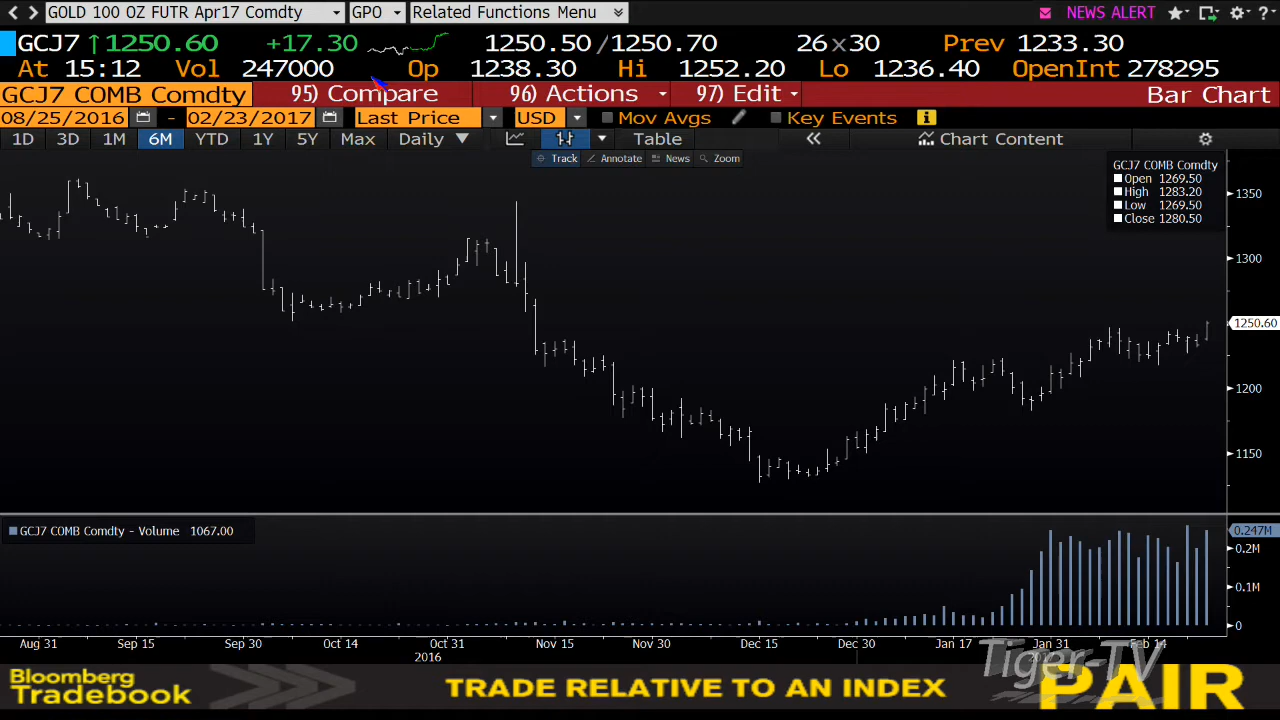 GOLD 100 OZ FUTR Apr17 Comdty GPO Related Functions Menu NEWS ALERT ?
GCJ7 ↑1250.60 +17.30 1250.50/1250.70 26x30 Prev 1233.30
At 15:12 Vol 247000 Op 1238.30 Hi 1252.20 Lo 1236.40 OpenInt 278295
GCJ7 COMB Comdty 95) Compare 96) Actions 97) Edit Bar Chart
08/25/2016 - 02/23/2017 Last Price USD Mov Avgs Key Events
1D 3D 1M 6M YTD 1Y 5Y Max Daily Table Chart Content
Track Annotate News Zoom
GCJ7 COMB Comdty
Open 1269.50
High 1283.20
Low 1269.50
Close 1280.50
1350
1300
1250.60
1200
1150
GCJ7 COMB Comdty - Volume 1067.00
0.247M
0.2M
0.1M
0
Aug 31 Sep 15 Sep 30 Oct 14 Oct 31 Nov 15 Nov 30 Dec 15 Dec 30 Jan 17 Jan 31 Feb 14
2016
Tiger-TV
Bloomberg
Tradebook
TRADE RELATIVE TO AN INDEX
PAIR